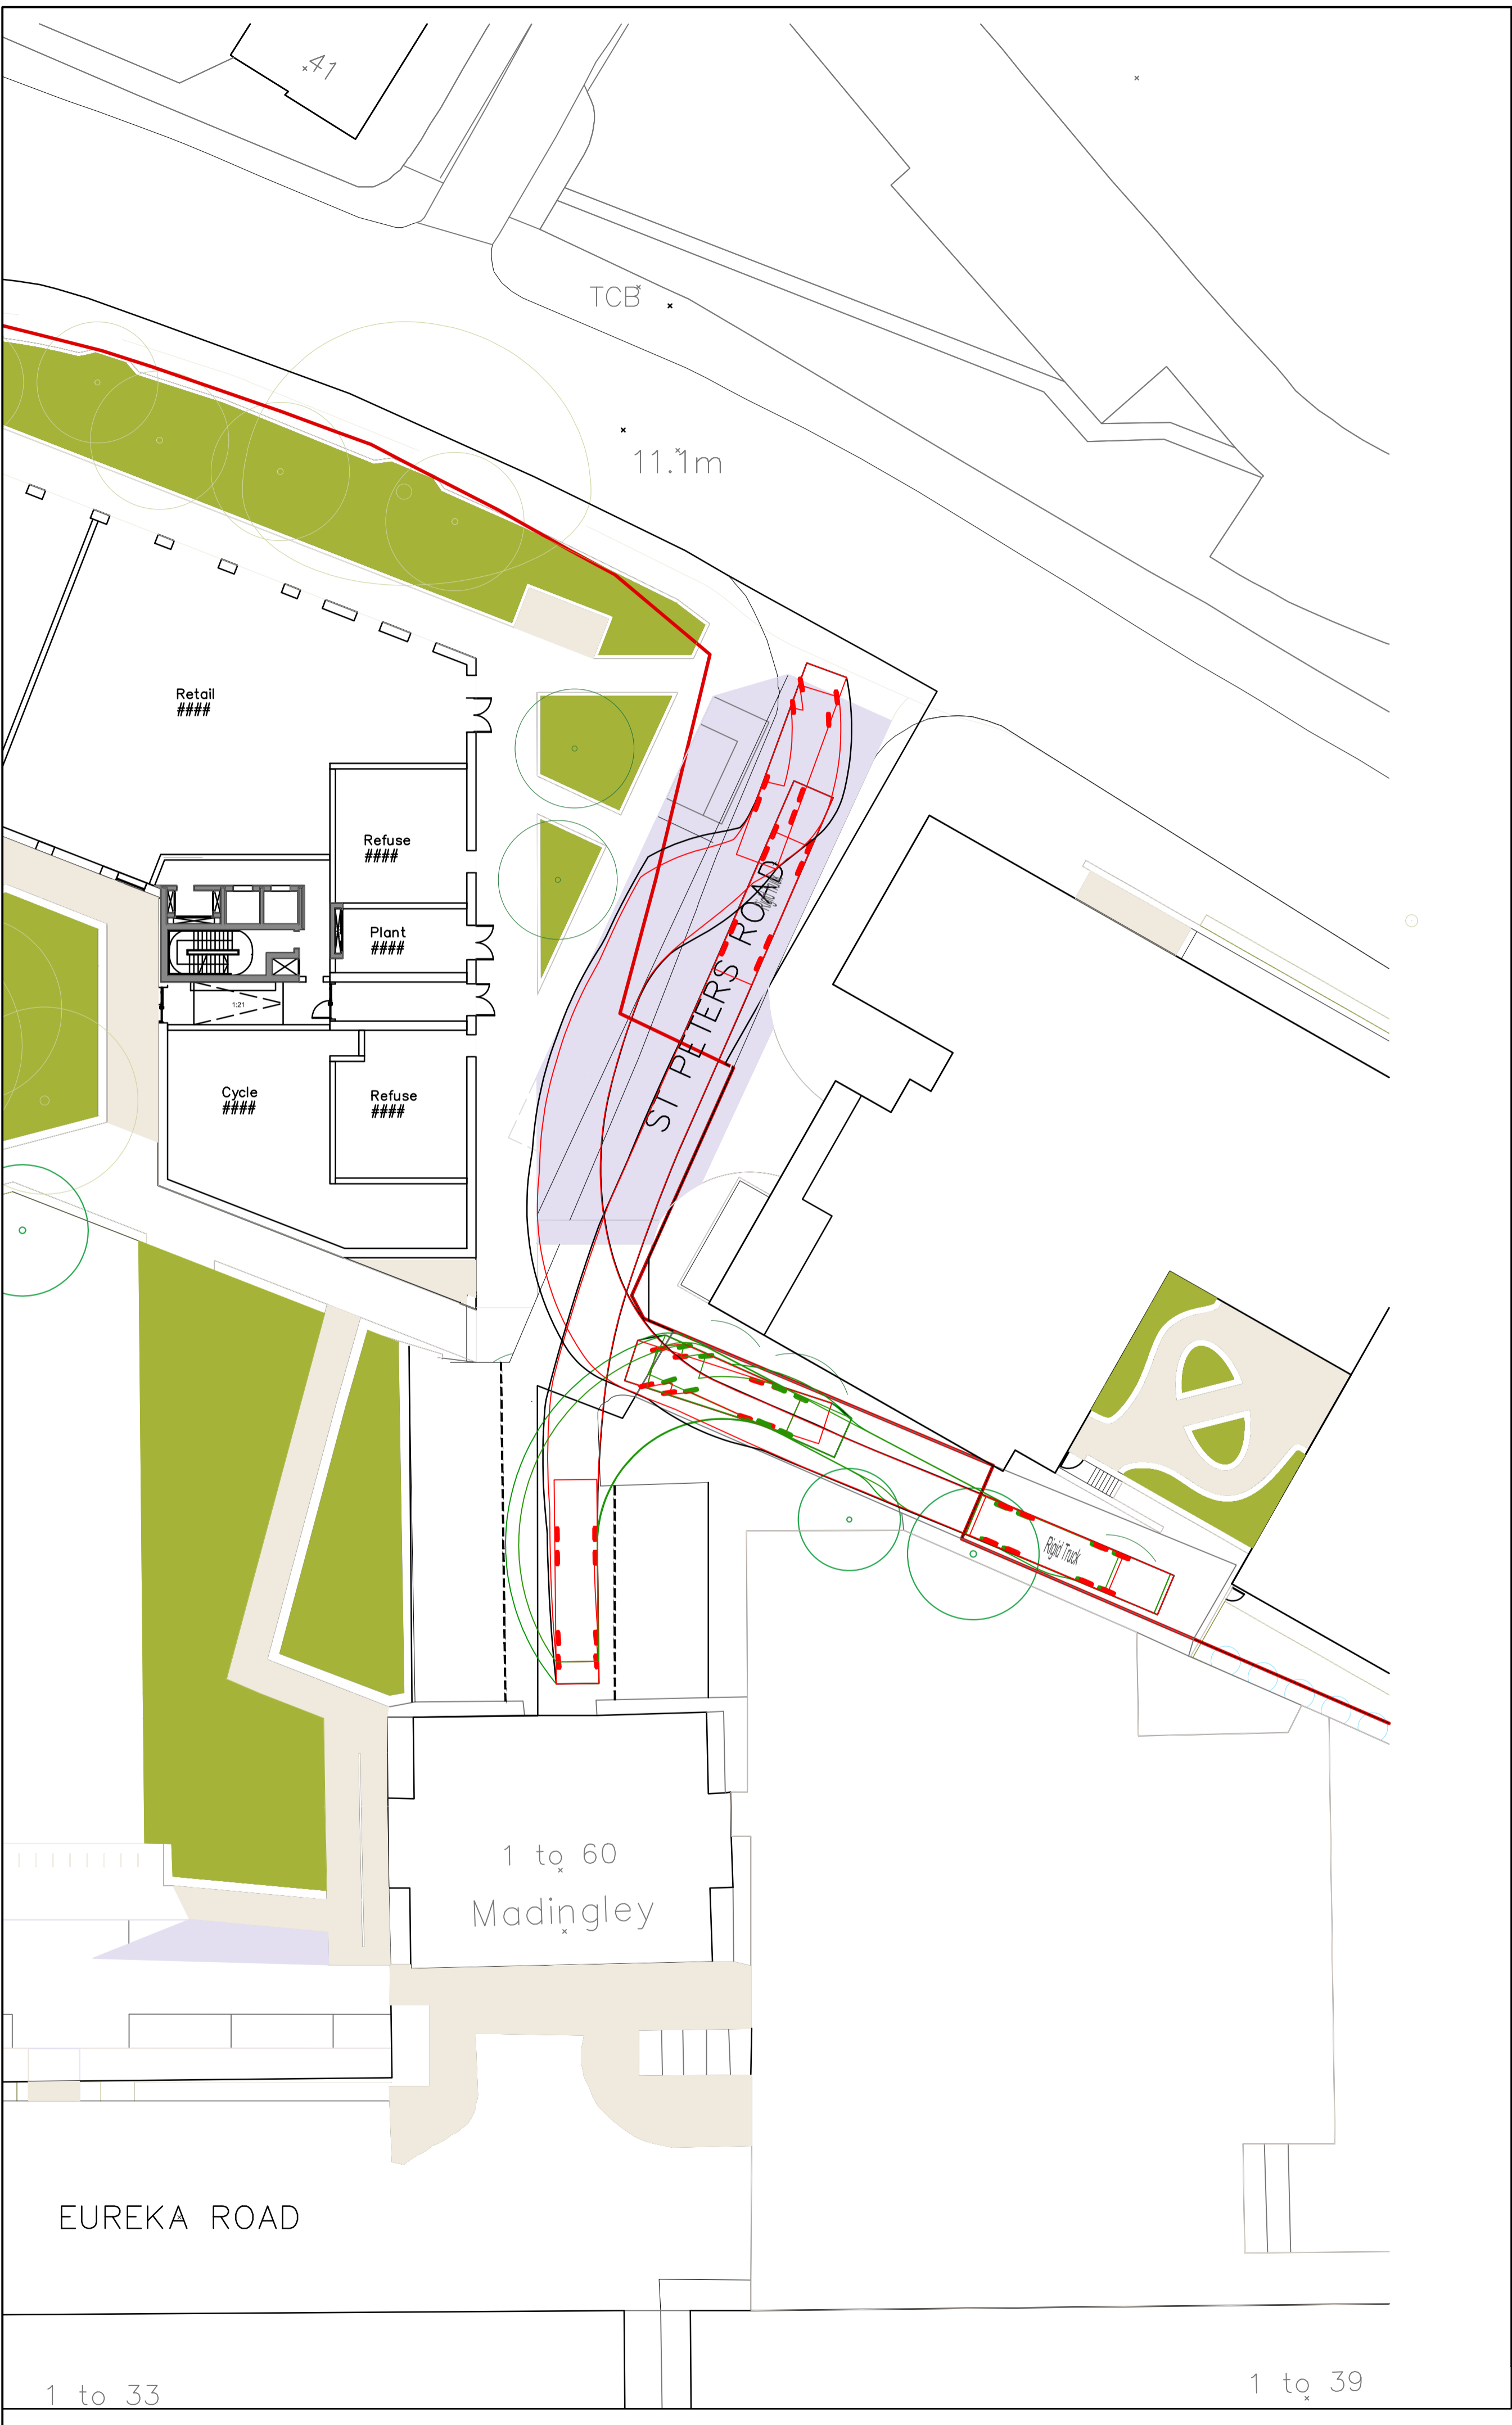 41
TCB
11.1m
Retail
####
Refuse
####
Plant
####
1:21
Cycle
####
Refuse
####
ST PETERS ROAD
Rigid Truck
1 to 60
Madingley
EUREKA ROAD
1 to 33
1 to 39